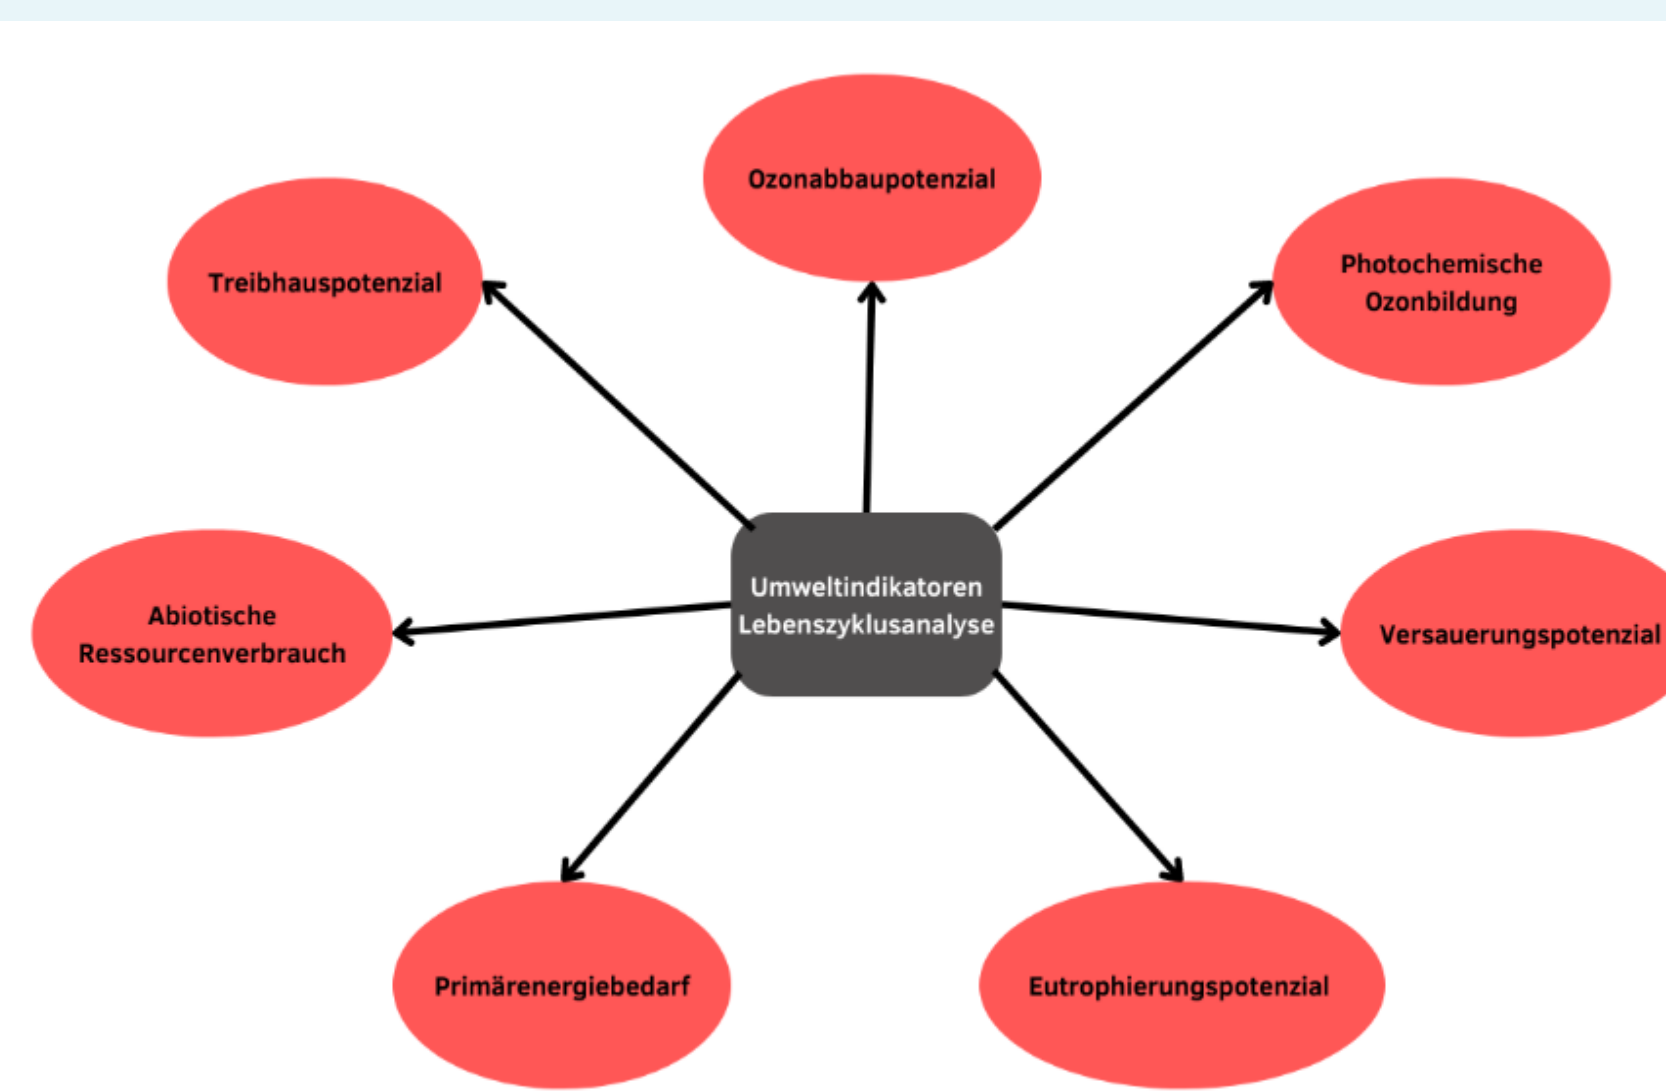 Ozonabbaupotenzial
Treibhauspotenzial
Photochemische
Ozonbildung
Umweltindikatoren
Lebenszyklusanalyse
Abiotische
Ressourcenverbrauch
Versauerungspotenzial
Primärenergiebedarf
Eutrophierungspotenzial